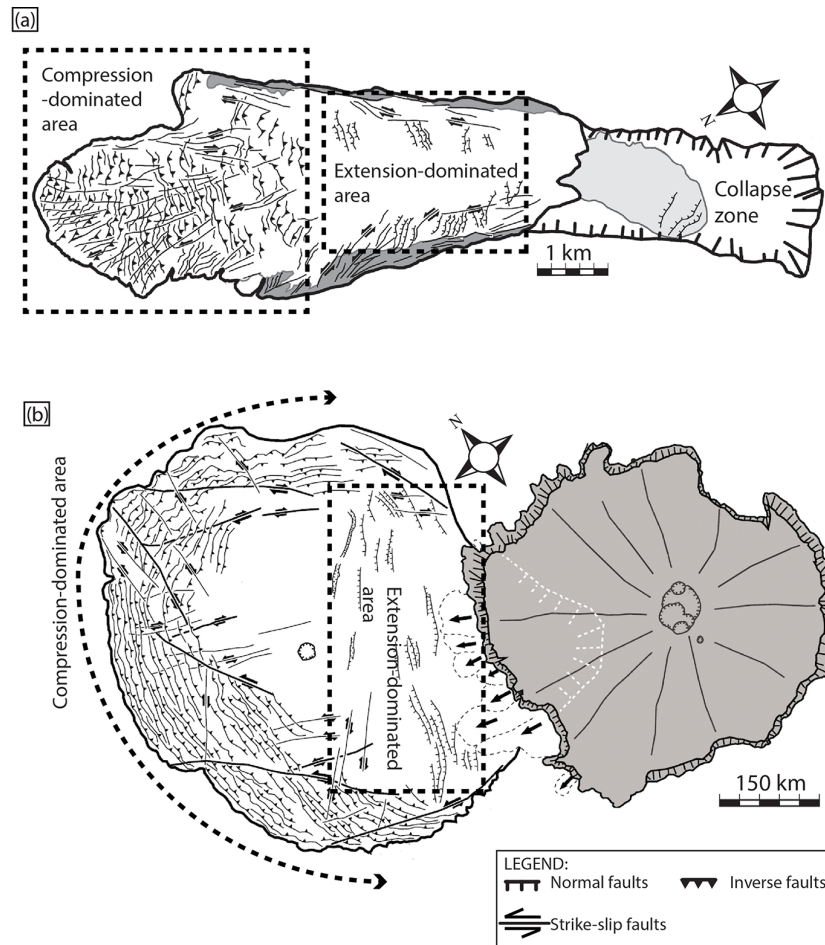 (a)
Compression
-dominated
area
N
Extension-dominated
area
Collapse
zone
1 km
(b)
Compression-dominated area
N
Extension-dominated
area
150 km
LEGEND:
Normal faults
Inverse faults
Strike-slip faults